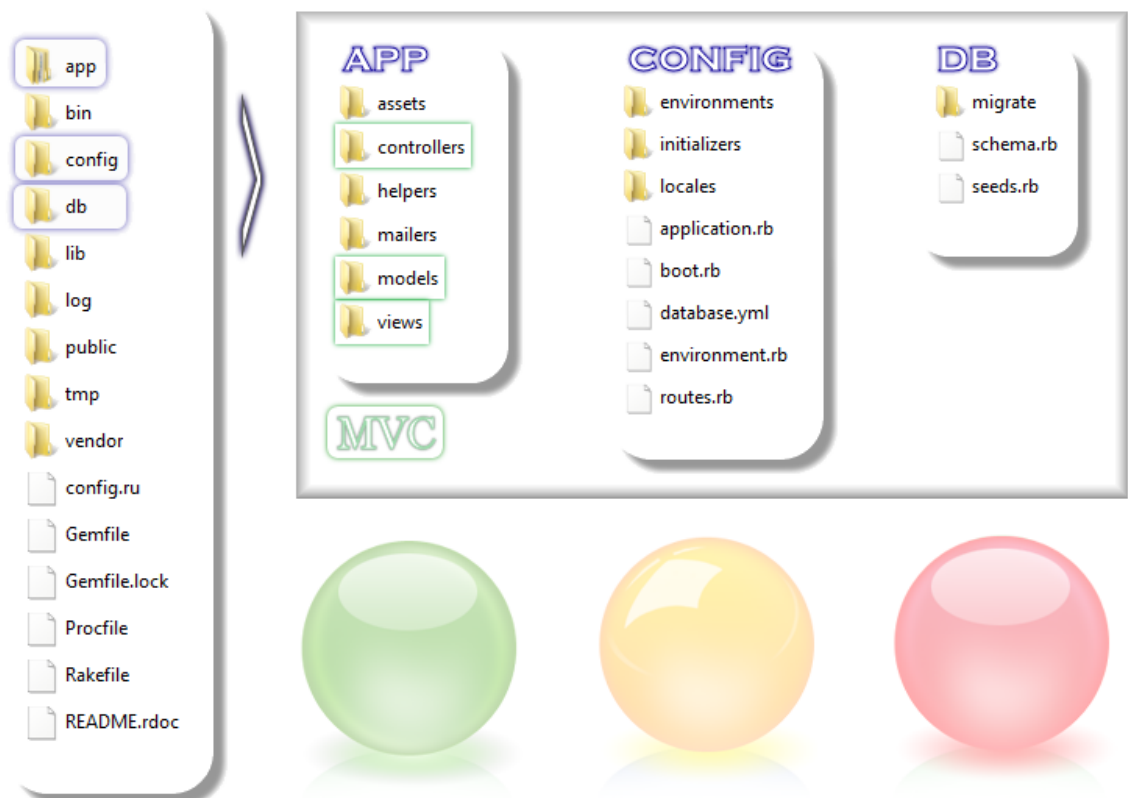 app
bin
config
db
lib
log
public
tmp
vendor
config.ru
Gemfile
Gemfile.lock
Procfile
Rakefile
README.rdoc
APP
assets
controllers
helpers
mailers
models
views
MVC
CONFIG
environments
initializers
locales
application.rb
boot.rb
database.yml
environment.rb
routes.rb
DB
migrate
schema.rb
seeds.rb